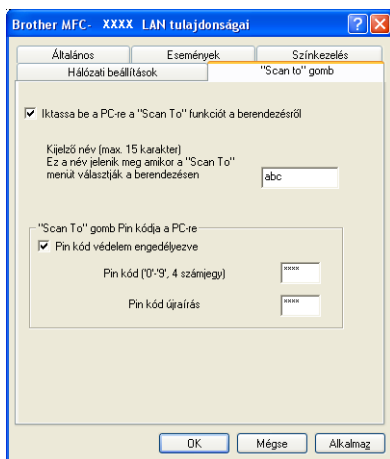 Brother MFC- XXXX LAN tulajdonságai
Általános
Események
Színkezelés
Hálózati beállítások
"Scan to" gomb
Iktassa be a PC-re a "Scan To" funkciót a berendezésről
Kijelző név (max. 15 karakter)
Ez a név jelenik meg amikor a "Scan To"
menüt választják a berendezésen
abc
"Scan To" gomb Pin kódja a PC-re
Pin kód védelem engedélyezve
Pin kód ('0'-'9', 4 számjegy)
xxxx
Pin kód újraírás
xxxx
OK
Mégse
Alkalmaz